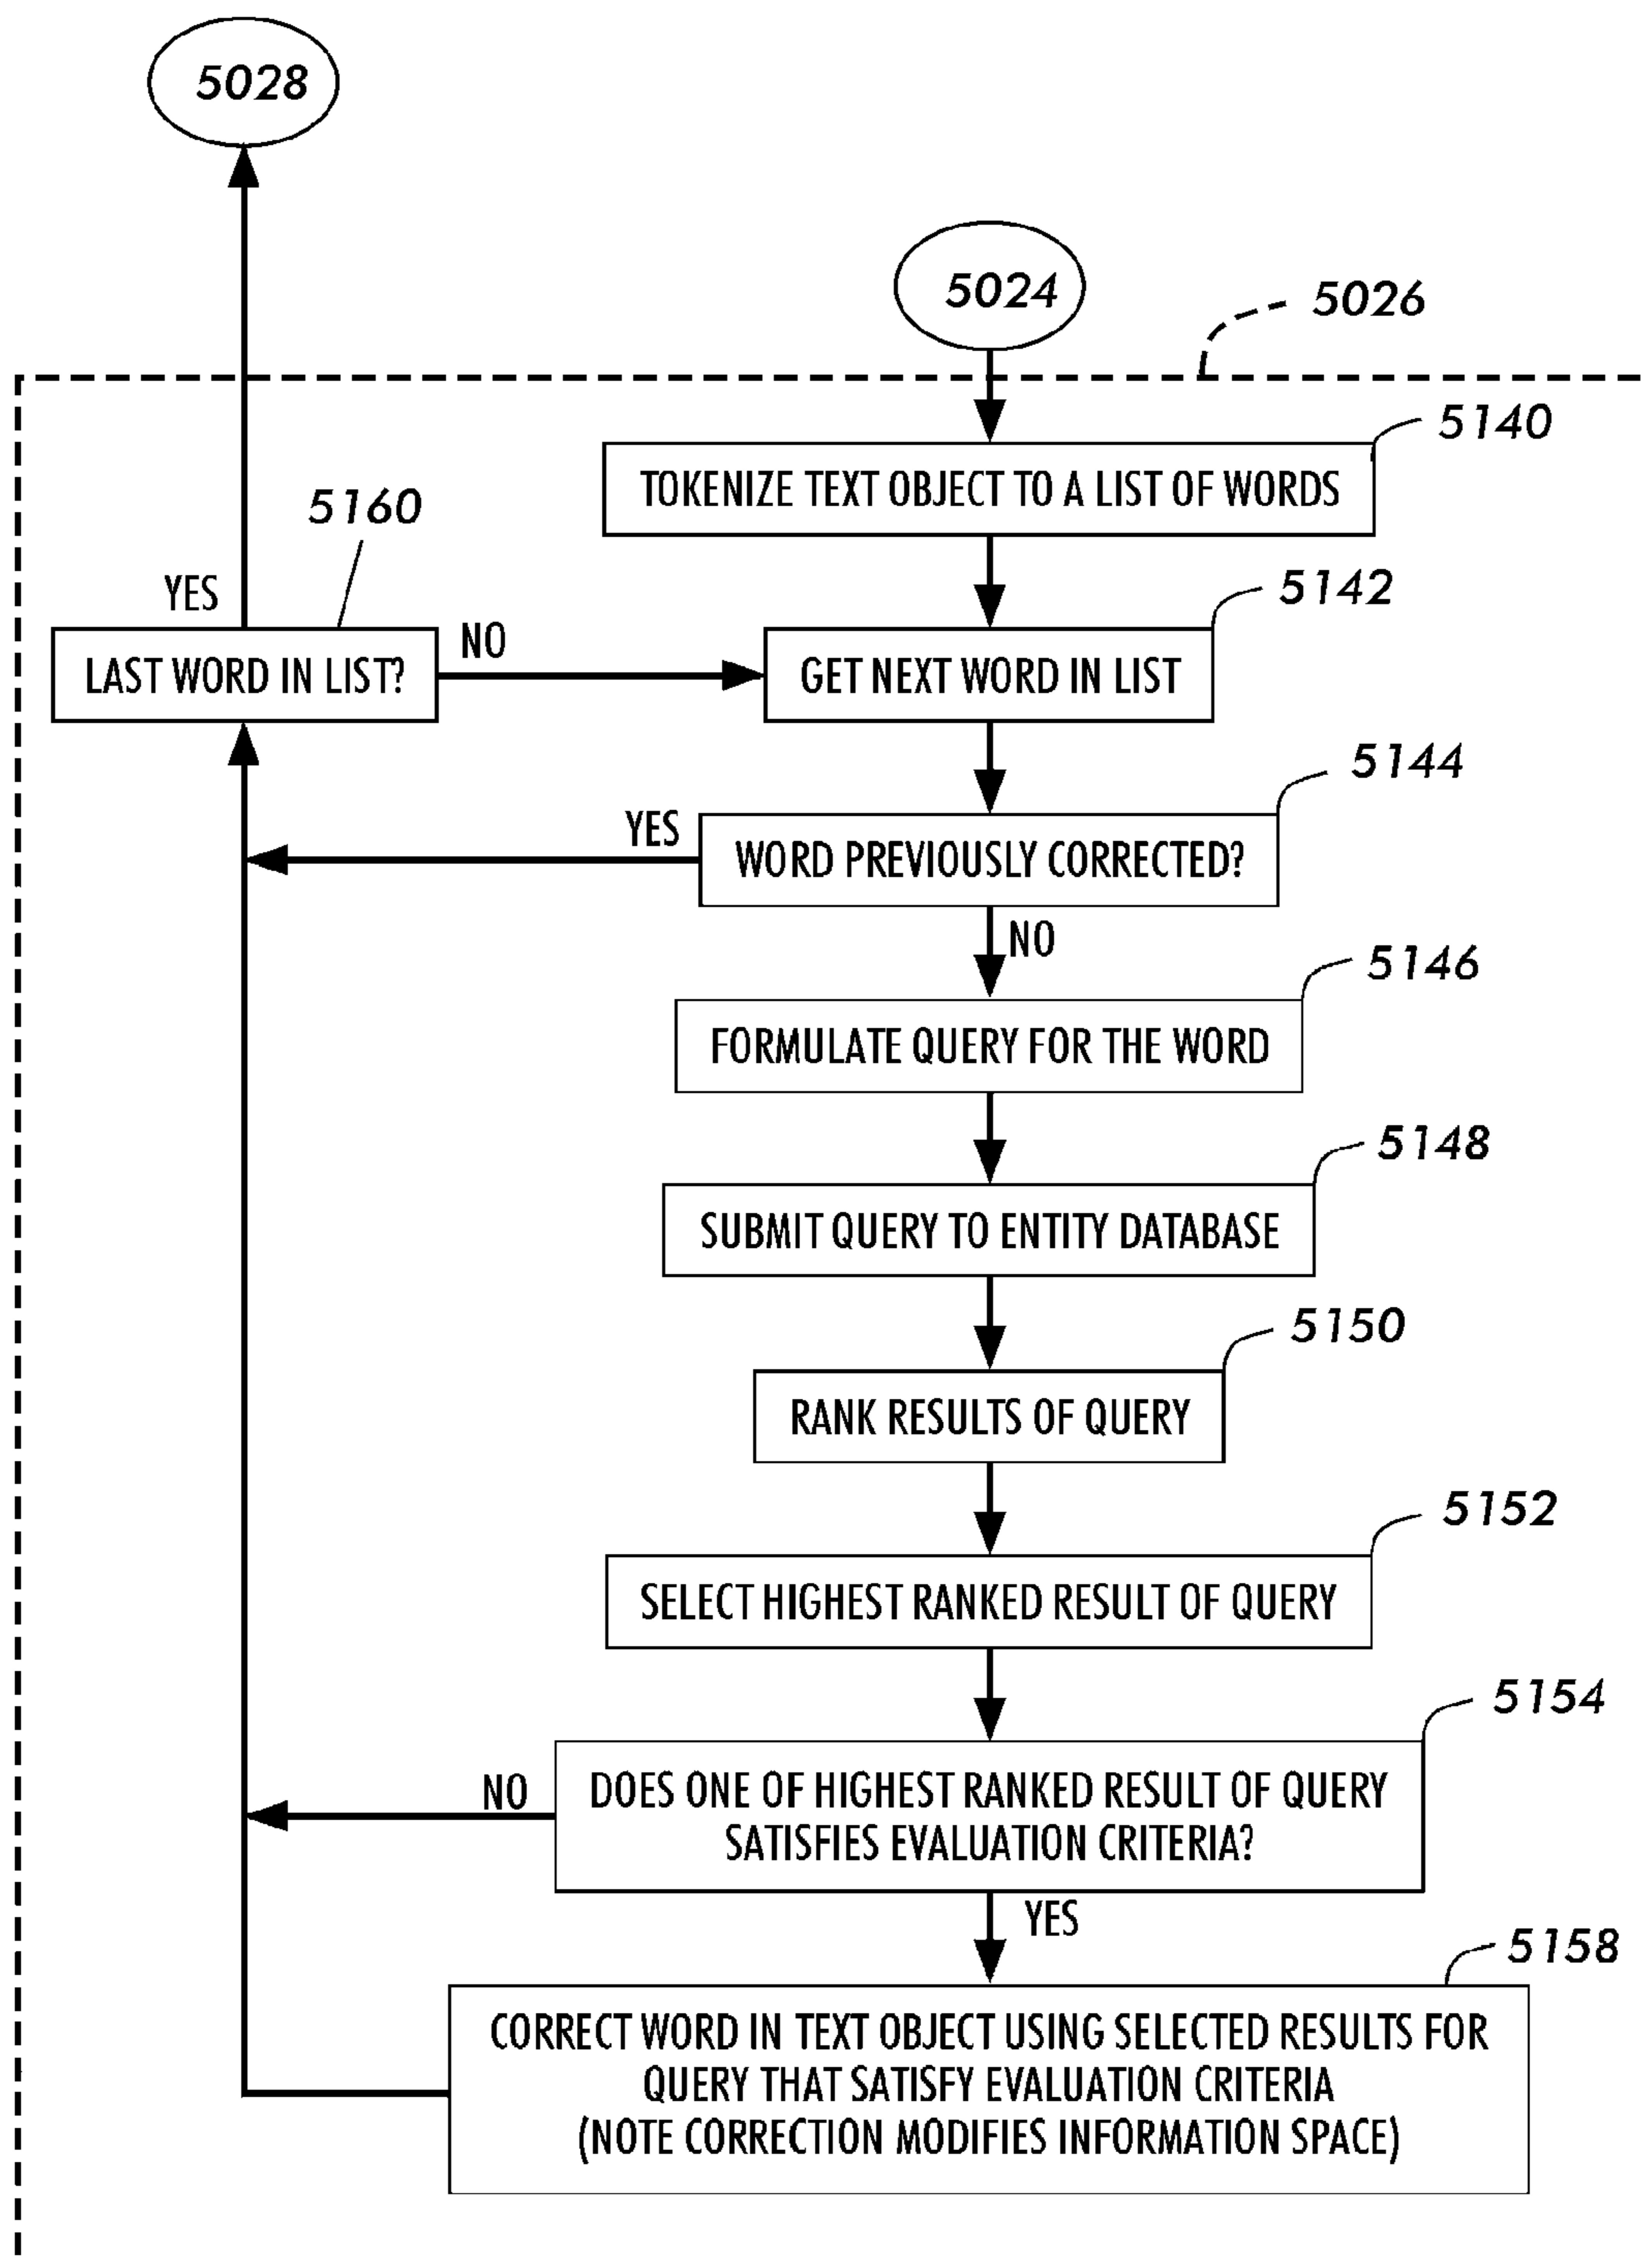 5028
5024
5026
5140
TOKENIZE TEXT OBJECT TO A LIST OF WORDS
5160
5142
YES
LAST WORD IN LIST?
NO
GET NEXT WORD IN LIST
5144
YES
WORD PREVIOUSLY CORRECTED?
NO
5146
FORMULATE QUERY FOR THE WORD
5148
SUBMIT QUERY TO ENTITY DATABASE
5150
RANK RESULTS OF QUERY
5152
SELECT HIGHEST RANKED RESULT OF QUERY
5154
NO
DOES ONE OF HIGHEST RANKED RESULT OF QUERY
SATISFIES EVALUATION CRITERIA?
YES
5158
CORRECT WORD IN TEXT OBJECT USING SELECTED RESULTS FOR
QUERY THAT SATISFY EVALUATION CRITERIA
(NOTE CORRECTION MODIFIES INFORMATION SPACE)